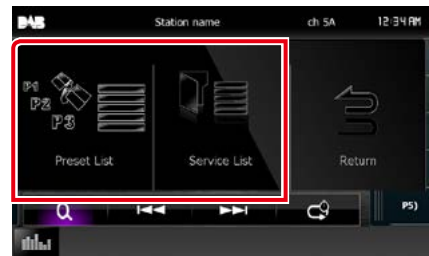 DAB Station name ch 5A 12:34 AM
P1
P2
P3
Preset List Service List Return
P5)